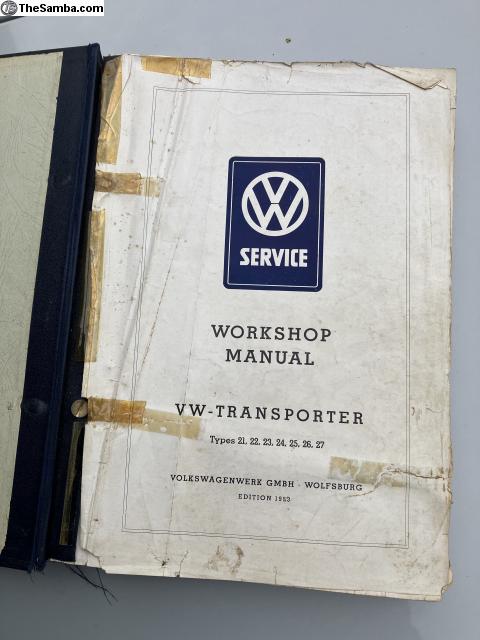 TheSamba.com
SERVICE
WORKSHOP
MANUAL
VW-TRANSPORTER
Types 21, 22, 23, 24, 25, 26, 27
VOLKSWAGENWERK GMBH · WOLFSBURG
EDITION 1953